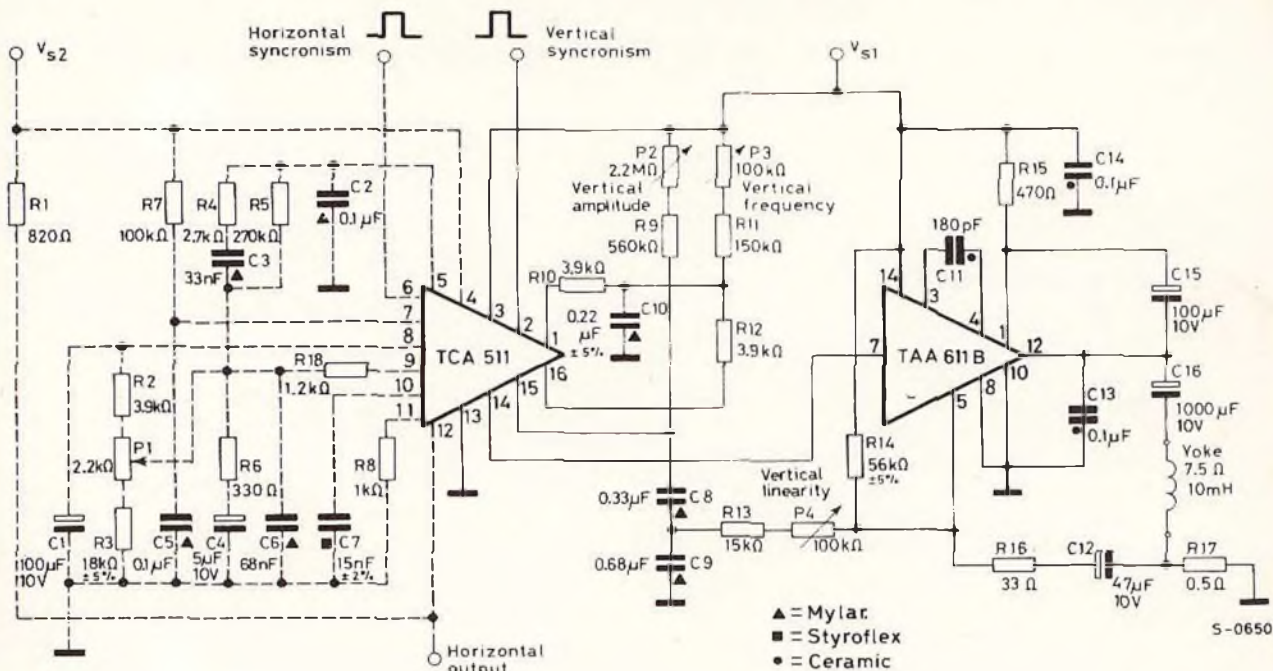 Horizontal
syncronism
Vertical
syncronism
VS2
VS1
R1
820Ω
R7
100kΩ
R4
2.7kΩ
R5
270kΩ
C2
0.1µF
C3
33nF
R2
3.9kΩ
P1
2.2kΩ
R3
18kΩ
±5%
C1
100µF
10V
C5
0.1µF
R6
330Ω
C4
5µF
10V
C6
68nF
C7
15nF
±2%
R8
1kΩ
R18
1.2kΩ
6
5
4
3
2
1
7
8
9
10
11
12
13
14
15
16
TCA 511
Horizontal
output
P2
2.2MΩ
Vertical
amplitude
R9
560kΩ
P3
100kΩ
Vertical
frequency
R11
150kΩ
R10
3.9kΩ
C10
0.22
µF
±5%
R12
3.9kΩ
0.33µF
C8
0.68µF
C9
R13
15kΩ
Vertical
linearity
P4
100kΩ
R14
56kΩ
±5%
14
3
4
1
7
12
5
8
10
TAA 611B
180pF
C11
R15
470Ω
C14
0.1µF
C15
100µF
10V
C16
1000µF
10V
C13
0.1µF
Yoke
7.5 Ω
10mH
R16
33 Ω
C12
47µF
10V
R17
0.5Ω
▲ = Mylar.
■ = Styroflex
● = Ceramic
S-0650